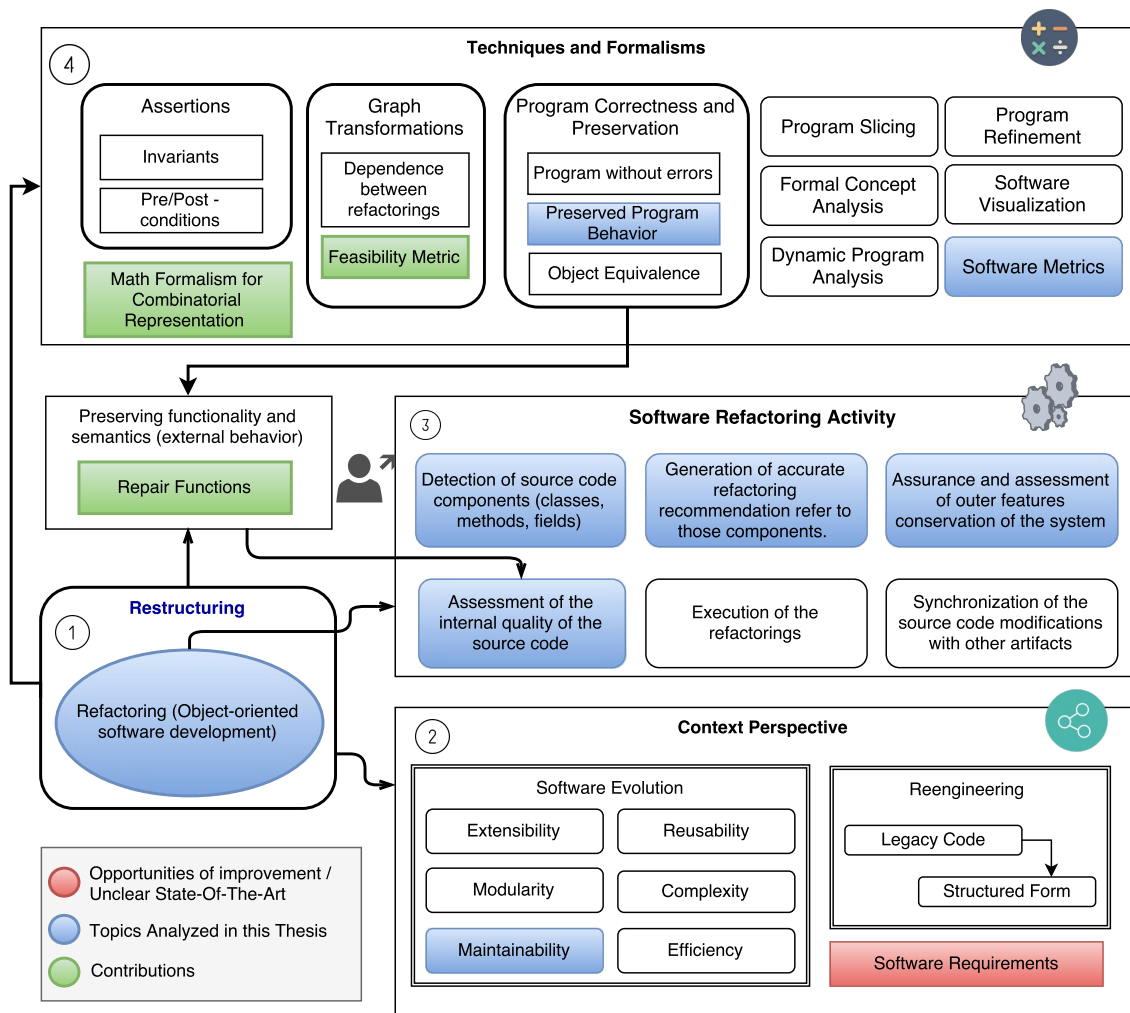 Techniques and Formalisms
4
Assertions
Invariants
Pre/Post -
conditions
Math Formalism for
Combinatorial
Representation
Graph
Transformations
Dependence
between
refactorings
Feasibility Metric
Program Correctness and
Preservation
Program without errors
Preserved Program
Behavior
Object Equivalence
Program Slicing
Program
Refinement
Formal Concept
Analysis
Software
Visualization
Dynamic Program
Analysis
Software Metrics
Preserving functionality and
semantics (external behavior)
Repair Functions
3
Software Refactoring Activity
Detection of source code
components (classes,
methods, fields)
Generation of accurate
refactoring
recommendation refer to
those components.
Assurance and assessment
of outer features
conservation of the system
Assessment of the
internal quality of the
source code
Execution of the
refactorings
Synchronization of the
source code modifications
with other artifacts
Restructuring
1
Refactoring (Object-oriented
software development)
2
Context Perspective
Software Evolution
Extensibility
Reusability
Modularity
Complexity
Maintainability
Efficiency
Reengineering
Legacy Code
Structured Form
Software Requirements
Opportunities of improvement /
Unclear State-Of-The-Art
Topics Analyzed in this Thesis
Contributions